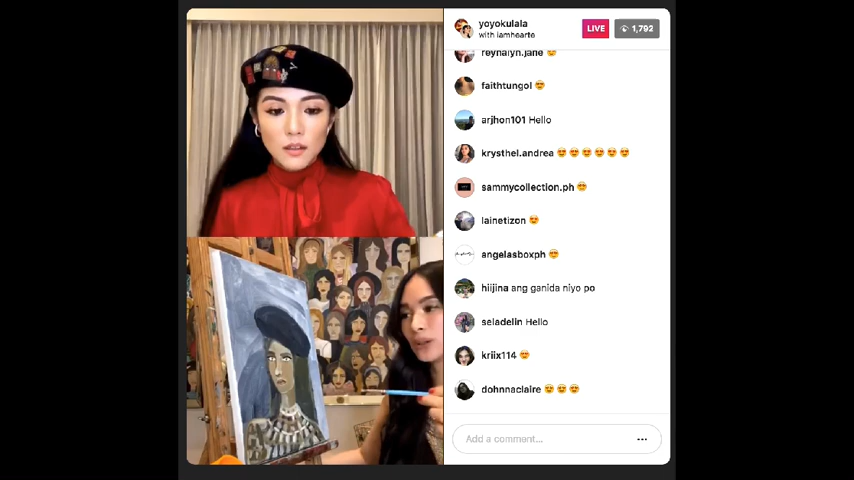 yoyokulala
with iamhearte
LIVE
1,792
reynalyn.jane
faithtungol
arjhon101 Hello
krysthel.andrea
sammycollection.ph
lainetizon
angelasboxph
hiijina ang ganida niyo po
seladelin Hello
kriix114
dohnnaclaire
Add a comment...